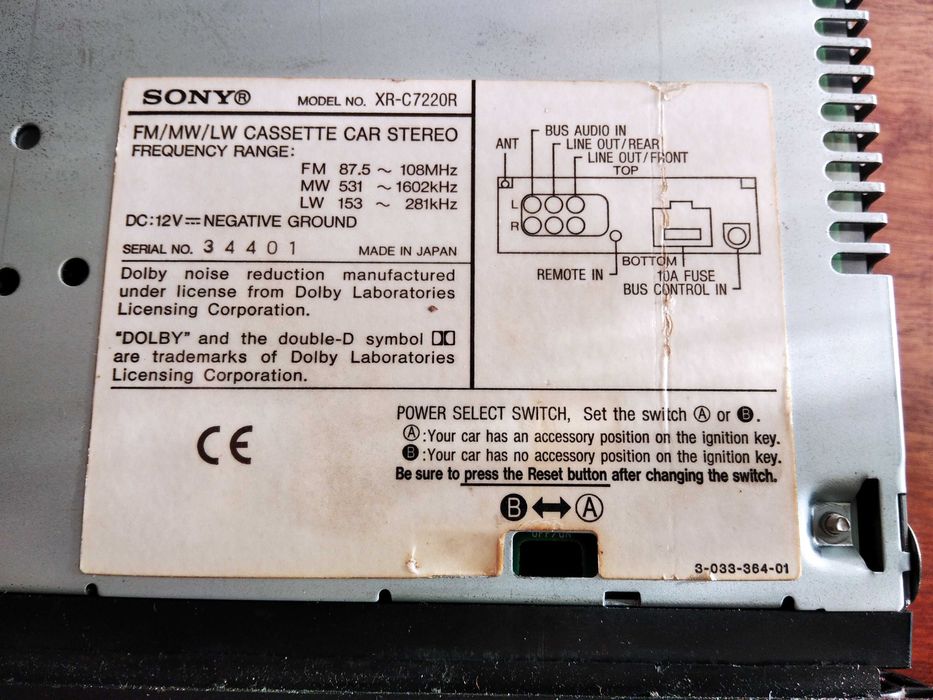 SONY® MODEL NO. XR-C7220R
FM/MW/LW CASSETTE CAR STEREO
FREQUENCY RANGE:
FM 87.5 ~ 108MHz
MW 531 ~ 1602kHz
LW 153 ~ 281kHz
DC:12V⎓NEGATIVE GROUND
SERIAL NO. 34401 MADE IN JAPAN
Dolby noise reduction manufactured
under license from Dolby Laboratories
Licensing Corporation.
"DOLBY" and the double-D symbol
are trademarks of Dolby Laboratories
Licensing Corporation.
BUS AUDIO IN
ANT
LINE OUT/REAR
LINE OUT/FRONT
TOP
L
R
BOTTOM
REMOTE IN
10A FUSE
BUS CONTROL IN
CE
POWER SELECT SWITCH, Set the switch Ⓐ or 🅑.
Ⓐ:Your car has an accessory position on the ignition key.
🅑:Your car has no accessory position on the ignition key.
Be sure to press the Reset button after changing the switch.
🅑 ↔ Ⓐ
OFF/ON
3-033-364-01